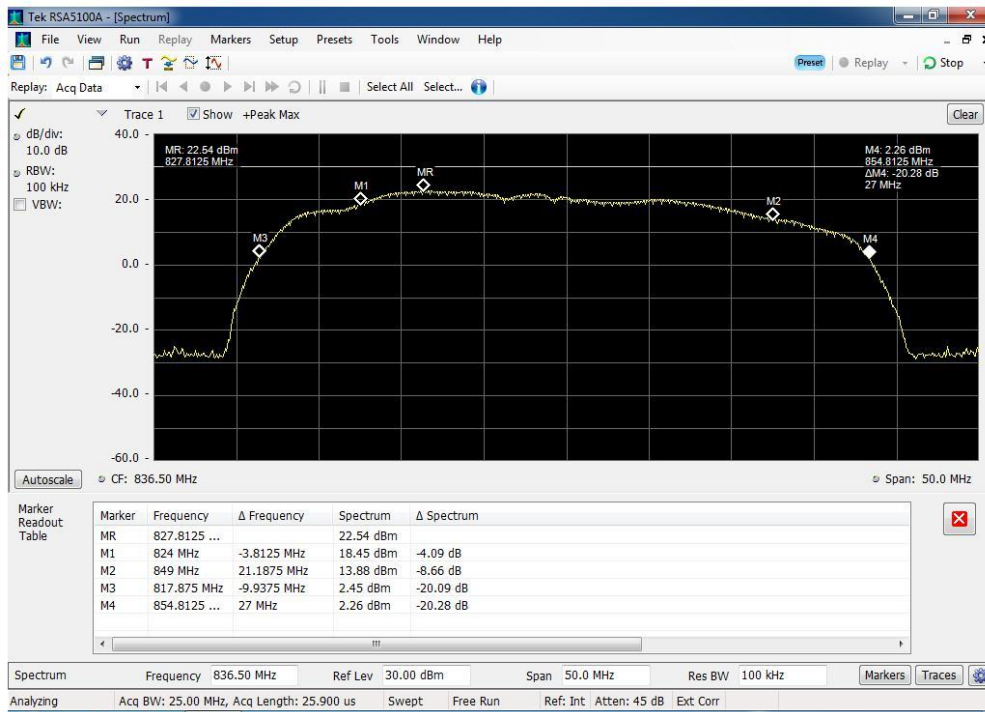 Tek RSA5100A - [Spectrum]
File View Run Replay Markers Setup Presets Tools Window Help
Preset Replay Stop
Replay: Acq Data Select All Select...
Trace 1 Show +Peak Max Clear
dB/div:
10.0 dB
RBW:
100 kHz
VBW:
40.0
20.0
0.0
-20.0
-40.0
-60.0
MR: 22.54 dBm
827.8125 MHz
M4: 2.26 dBm
854.8125 MHz
ΔM4: -20.28 dB
27 MHz
M3
M1
MR
M2
M4
Autoscale CF: 836.50 MHz Span: 50.0 MHz
Marker
Readout
Table
Marker Frequency Δ Frequency Spectrum Δ Spectrum
MR 827.8125 ... 22.54 dBm
M1 824 MHz -3.8125 MHz 18.45 dBm -4.09 dB
M2 849 MHz 21.1875 MHz 13.88 dBm -8.66 dB
M3 817.875 MHz -9.9375 MHz 2.45 dBm -20.09 dB
M4 854.8125 ... 27 MHz 2.26 dBm -20.28 dB
Spectrum Frequency 836.50 MHz Ref Lev 30.00 dBm Span 50.0 MHz Res BW 100 kHz Markers Traces
Analyzing Acq BW: 25.00 MHz, Acq Length: 25.900 us Swept Free Run Ref: Int Atten: 45 dB Ext Corr